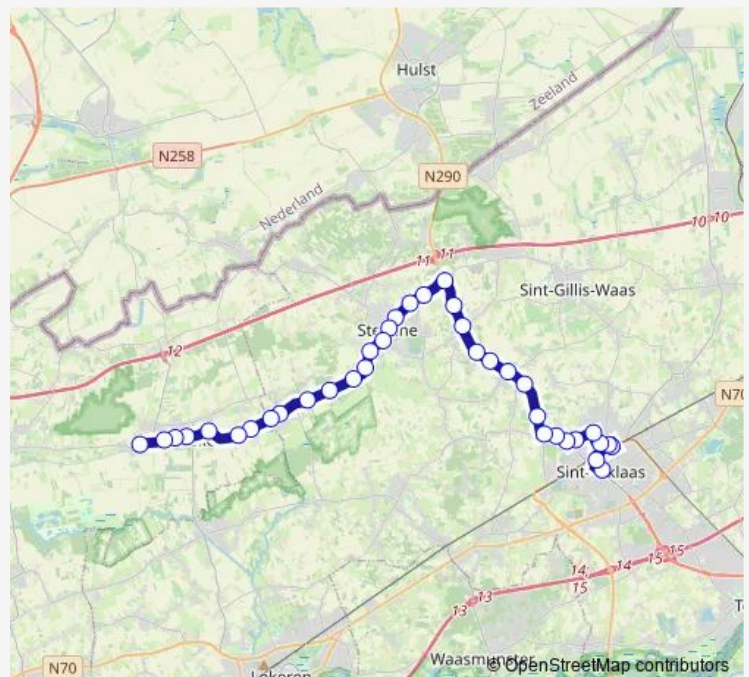 Hulst
Zeeland
N258
N290
Nederland
10 10
11 11
Sint-Gillis-Waas
12
N70
14
14 15 15
15
13 13
N70
Waasmunster
© OpenStreetMap contributors